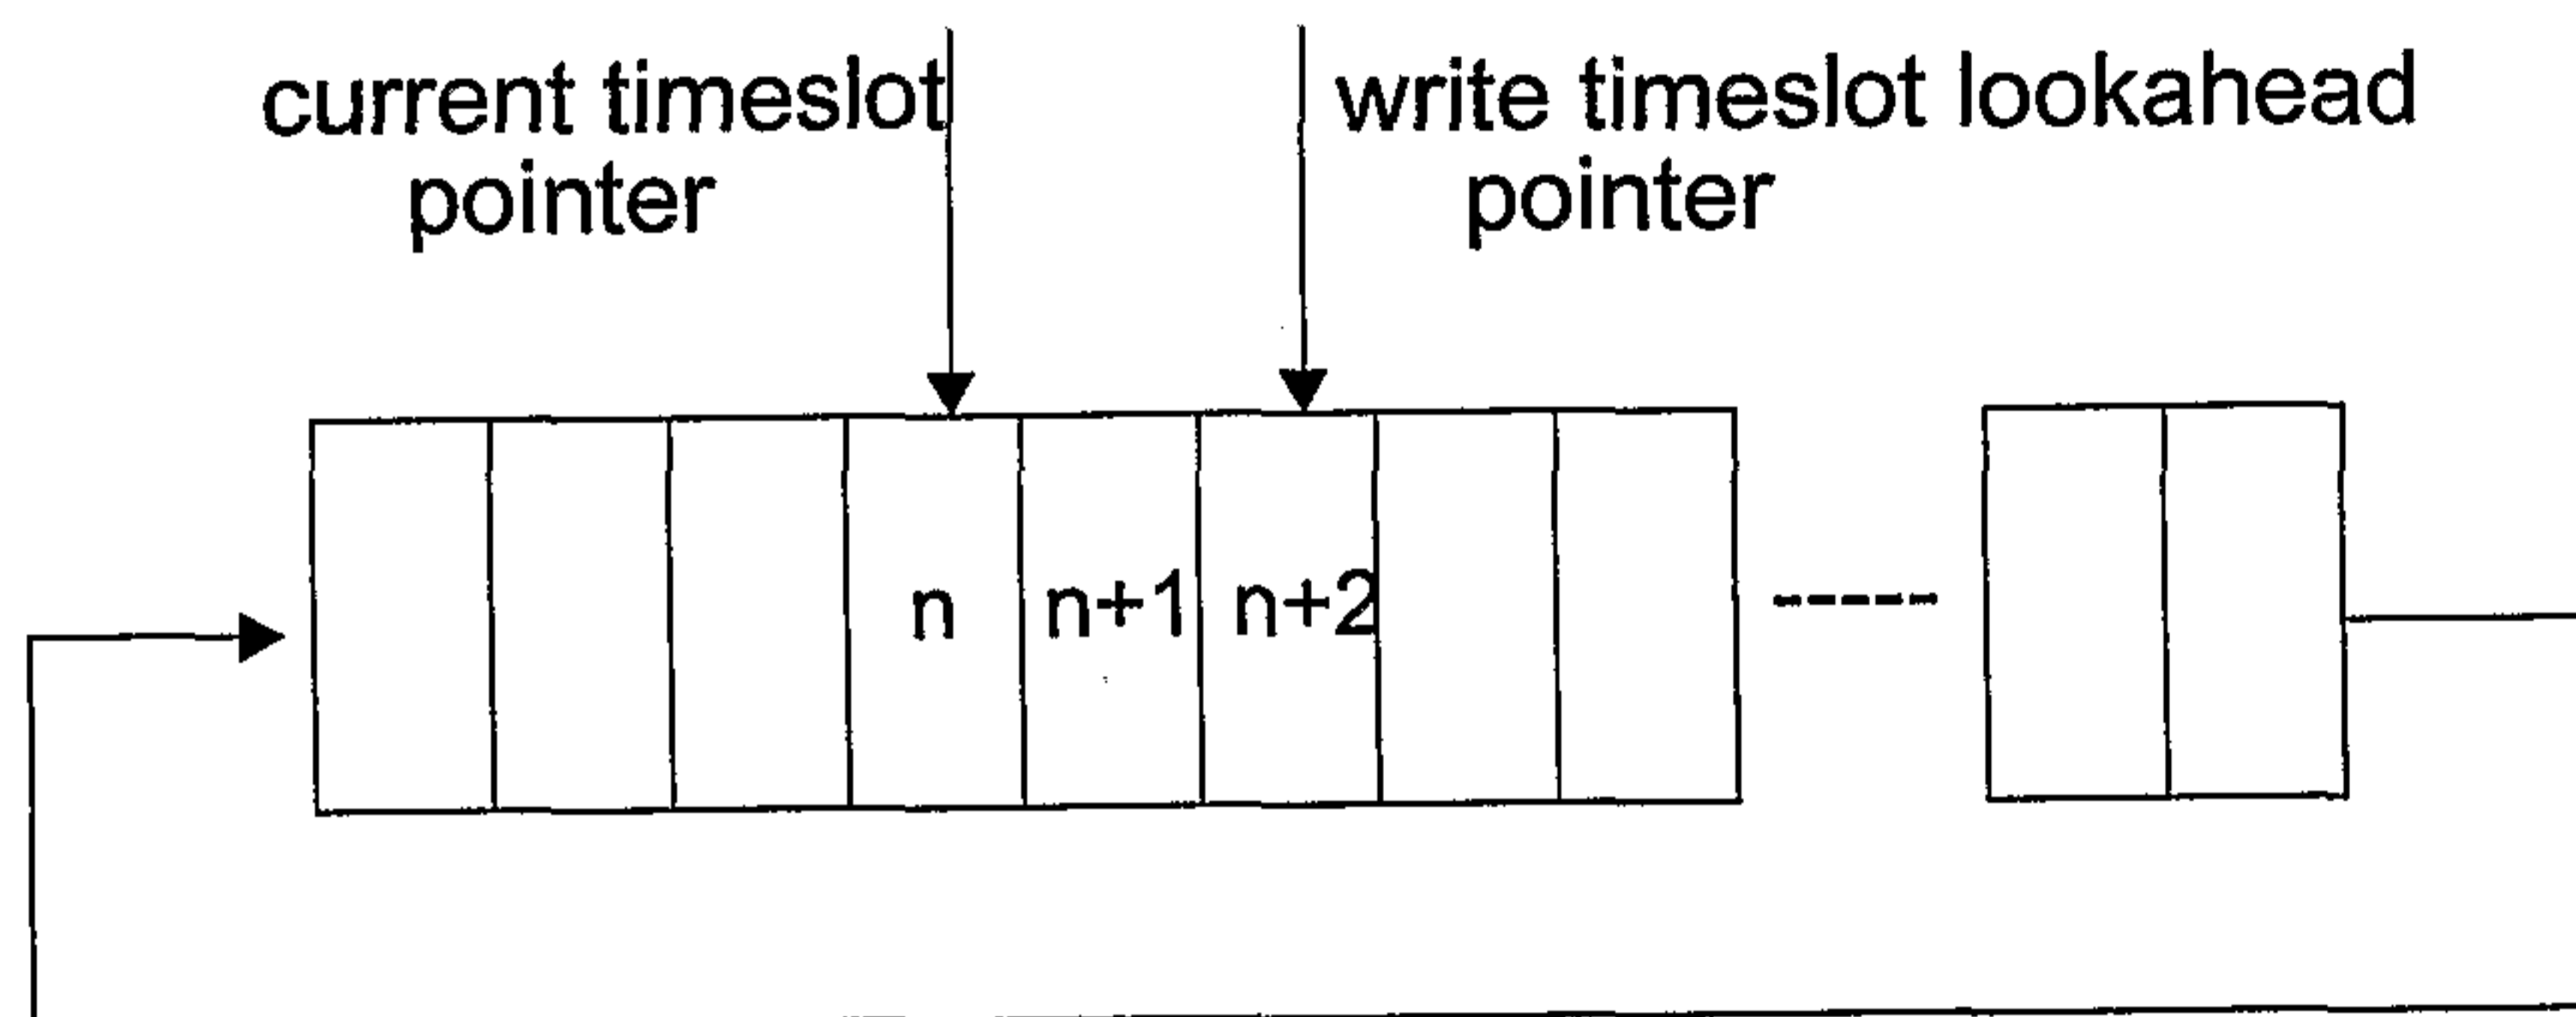 current timeslot
pointer
write timeslot lookahead
pointer
n
n+1
n+2